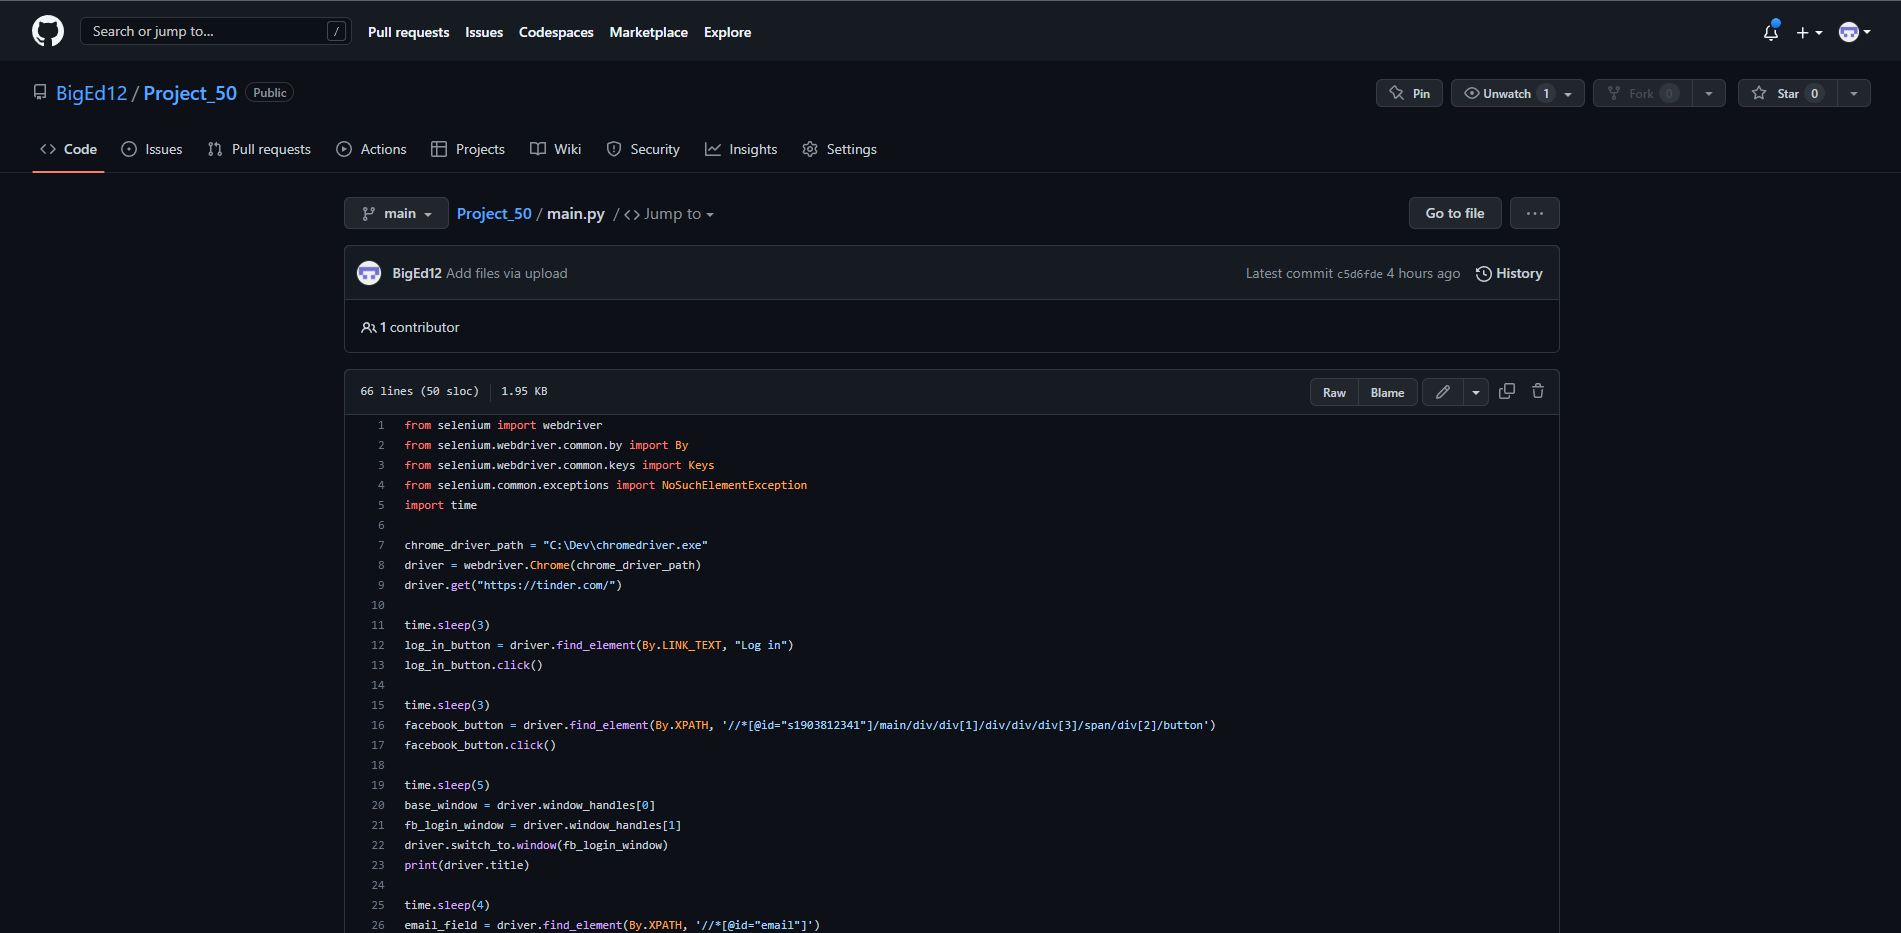 Search or jump to... /
Pull requests Issues Codespaces Marketplace Explore
BigEd12 / Project_50 Public
Pin Unwatch 1 Fork 0 Star 0
Code Issues Pull requests Actions Projects Wiki Security Insights Settings
main Project_50 / main.py / <> Jump to
Go to file ...
BigEd12 Add files via upload
Latest commit c5d6fde 4 hours ago History
1 contributor
66 lines (50 sloc) 1.95 KB
Raw Blame
1 from selenium import webdriver
2 from selenium.webdriver.common.by import By
3 from selenium.webdriver.common.keys import Keys
4 from selenium.common.exceptions import NoSuchElementException
5 import time
6
7 chrome_driver_path = "C:\Dev\chromedriver.exe"
8 driver = webdriver.Chrome(chrome_driver_path)
9 driver.get("https://tinder.com/")
10
11 time.sleep(3)
12 log_in_button = driver.find_element(By.LINK_TEXT, "Log in")
13 log_in_button.click()
14
15 time.sleep(3)
16 facebook_button = driver.find_element(By.XPATH, '//*[@id="s1903812341"]/main/div/div[1]/div/div/div[3]/span/div[2]/button')
17 facebook_button.click()
18
19 time.sleep(5)
20 base_window = driver.window_handles[0]
21 fb_login_window = driver.window_handles[1]
22 driver.switch_to.window(fb_login_window)
23 print(driver.title)
24
25 time.sleep(4)
26 email_field = driver.find_element(By.XPATH, '//*[@id="email"]')